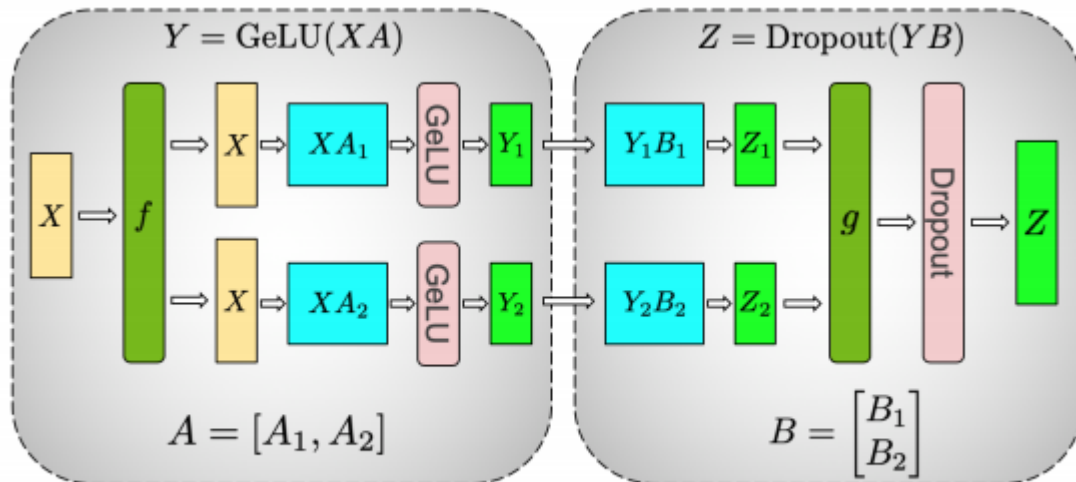 Y = GeLU(XA)
X
f
X
XA₁
GeLU
Y₁
X
XA₂
GeLU
Y₂
A = [A₁, A₂]
Z = Dropout(YB)
Y₁B₁
Z₁
Y₂B₂
Z₂
g
Dropout
Z
B = [B₁
B₂]